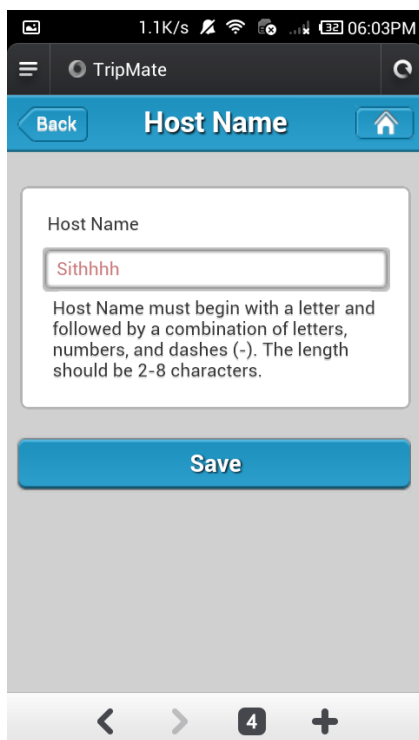 1.1K/s 32 06:03PM
TripMate
Back Host Name
Host Name
Sithhhh
Host Name must begin with a letter and
followed by a combination of letters,
numbers, and dashes (-). The length
should be 2-8 characters.
Save
4